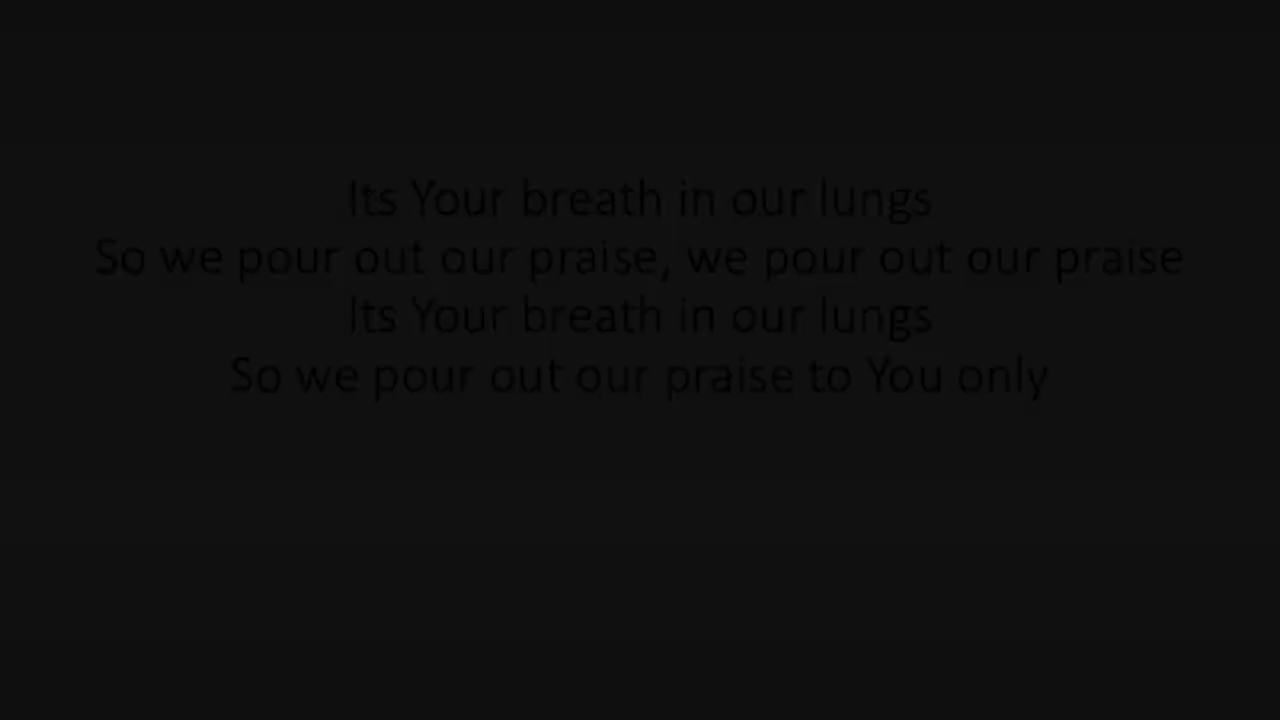 Its Your breath in our lungs
So we pour out our praise, we pour out our praise
Its Your breath in our lungs
So we pour out our praise to You only